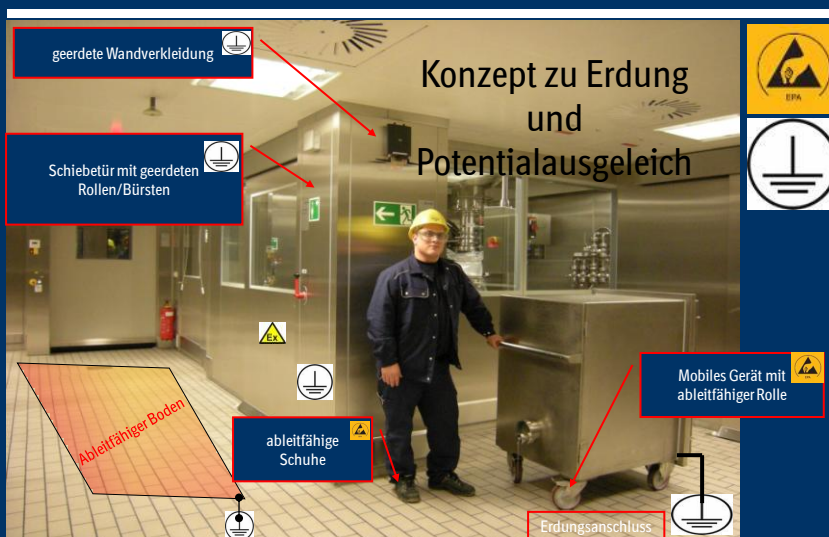 geerdete Wandverkleidung
Konzept zu Erdung
und
Potentialausgeleich
EPA
Schiebetür mit geerdeten
Rollen/Bürsten
Ex
Mobiles Gerät mit
ableitfähiger Rolle
Ableitfähiger Boden
ableitfähige
Schuhe
Erdungsanschluss